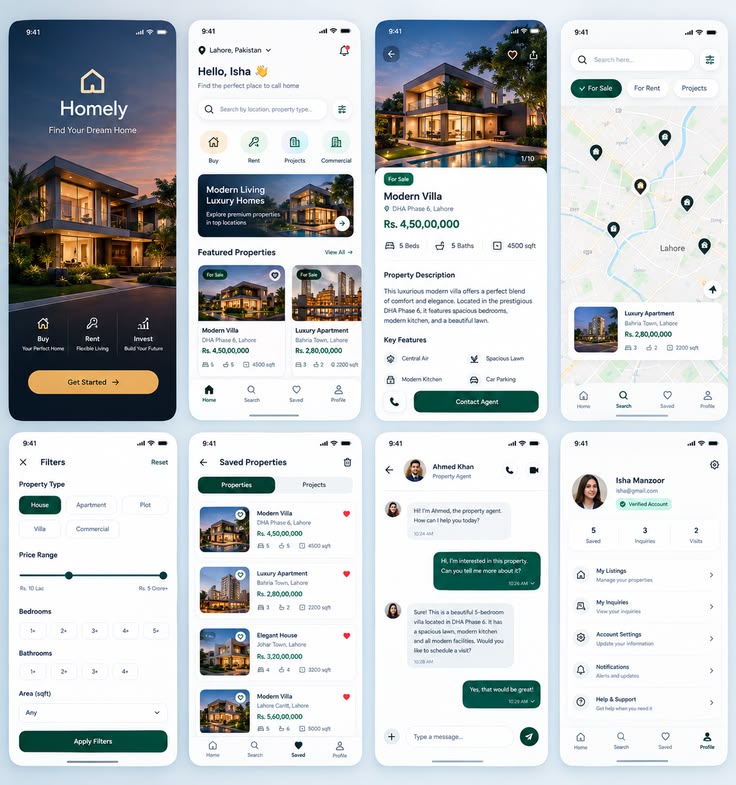 9:41
Homely
Find Your Dream Home
Buy
Your Perfect Home
Rent
Flexible Living
Invest
Build Your Future
Get Started →
9:41
Lahore, Pakistan
Hello, Isha 👋
Find the perfect place to call home
Search by location, property type...
Buy
Rent
Projects
Commercial
Modern Living
Luxury Homes
Explore premium properties
in top locations
Featured Properties
View All →
For Sale
Modern Villa
DHA Phase 6, Lahore
Rs. 4,50,00,000
5
5
4500 sqft
For Sale
Luxury Apartment
Bahria Town, Lahore
Rs. 2,80,00,000
3
2
2200 sqft
Home
Search
Saved
Profile
9:41
1/10
For Sale
Modern Villa
DHA Phase 6, Lahore
Rs. 4,50,00,000
5 Beds
5 Baths
4500 sqft
Property Description
This luxurious modern villa offers a perfect blend
of comfort and elegance. Located in the prestigious
DHA Phase 6, it features spacious bedrooms,
modern kitchen, and a beautiful lawn.
Key Features
Central Air
Spacious Lawn
Modern Kitchen
Car Parking
Contact Agent
9:41
Search here...
For Sale
For Rent
Projects
Lahore
Luxury Apartment
Bahria Town, Lahore
Rs. 2,80,00,000
3
2
2200 sqft
Home
Search
Saved
Profile
9:41
Filters
Reset
Property Type
House
Apartment
Plot
Villa
Commercial
Price Range
Rs. 10 Lac
Rs. 5 Crore+
Bedrooms
1+
2+
3+
4+
5+
Bathrooms
1+
2+
3+
4+
Area (sqft)
Any
Apply Filters
9:41
Saved Properties
Properties
Projects
Modern Villa
DHA Phase 6, Lahore
Rs. 4,50,00,000
5
5
4500 sqft
Luxury Apartment
Bahria Town, Lahore
Rs. 2,80,00,000
3
2
2200 sqft
Elegant House
Johar Town, Lahore
Rs. 3,20,00,000
4
4
3200 sqft
Modern Villa
Lahore Cantt, Lahore
Rs. 5,60,00,000
5
6
5000 sqft
Home
Search
Saved
Profile
9:41
Ahmed Khan
Property Agent
Hi! I'm Ahmed, the property agent.
How can I help you today?
10:24 AM
Hi, I'm interested in this property.
Can you tell me more about it?
10:26 AM
Sure! This is a beautiful 5-bedroom
villa located in DHA Phase 6. It has
a spacious lawn, modern kitchen
and all modern facilities. Would you
like to schedule a visit?
10:28 AM
Yes, that would be great!
10:29 AM
Type a message...
9:41
Isha Manzoor
isha@gmail.com
Verified Account
5
Saved
3
Inquiries
2
Visits
My Listings
Manage your properties
My Inquiries
View your inquiries
Account Settings
Update your information
Notifications
Alerts and updates
Help & Support
Get help when you need it
Home
Search
Saved
Profile